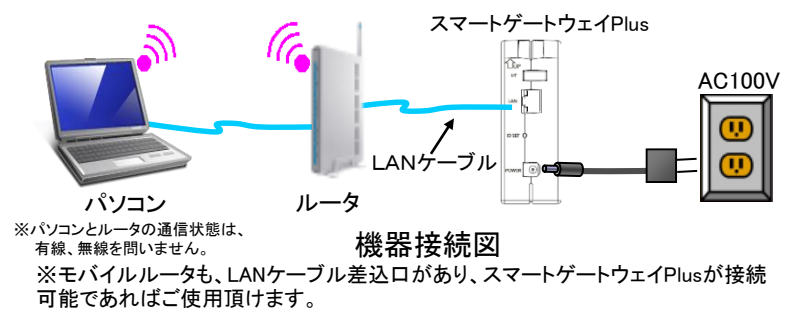 スマートゲートウェイPlus
UP
I/T
LAN
ID SET
POWER
AC100V
LANケーブル
パソコン
ルータ
※パソコンとルータの通信状態は、
有線、無線を問いません。
機器接続図
※モバイルルータも、LANケーブル差込口があり、スマートゲートウェイPlusが接続
可能であればご使用頂けます。